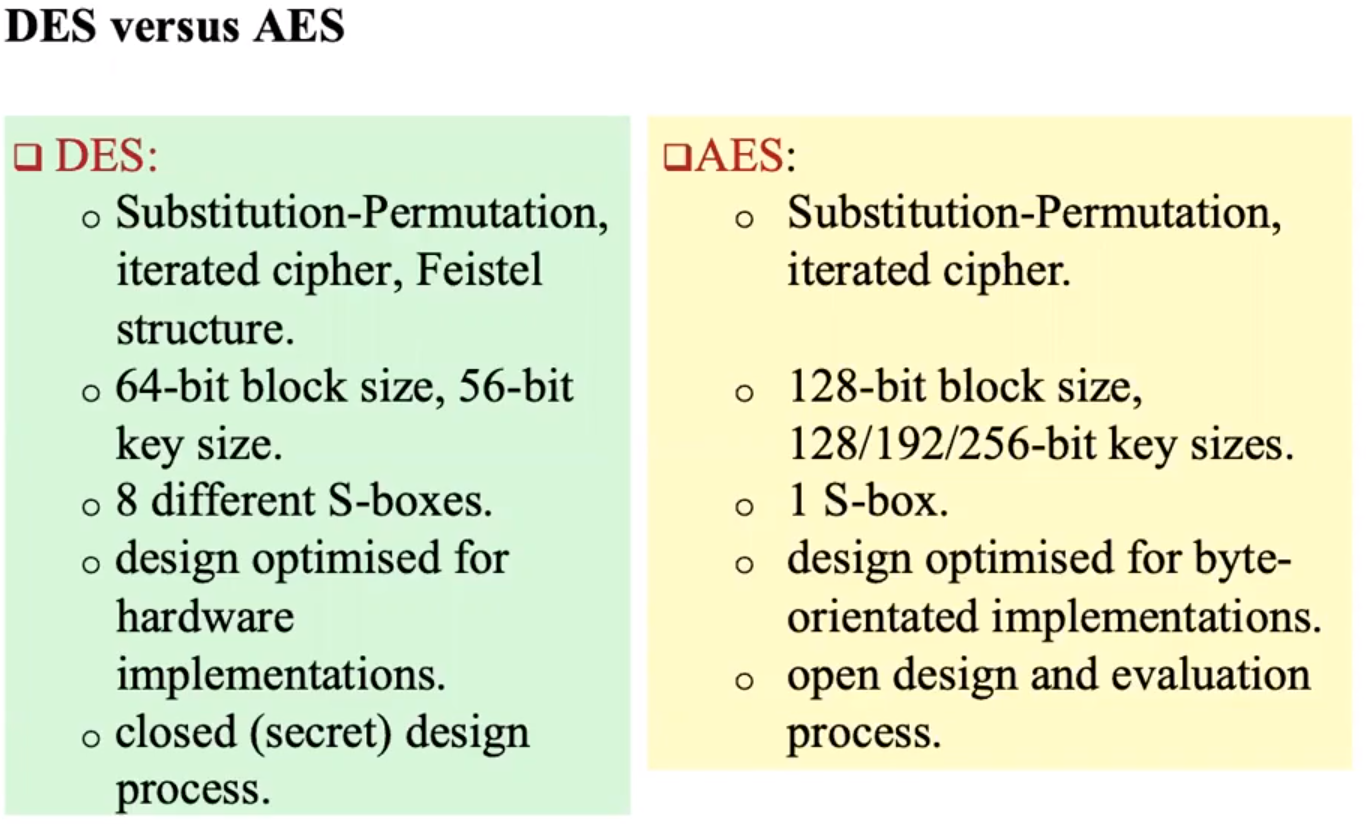 DES versus AES
❑ DES:
o Substitution-Permutation,
iterated cipher, Feistel
structure.
o 64-bit block size, 56-bit
key size.
o 8 different S-boxes.
o design optimised for
hardware
implementations.
o closed (secret) design
process.
❑AES:
o Substitution-Permutation,
iterated cipher.
o 128-bit block size,
128/192/256-bit key sizes.
o 1 S-box.
o design optimised for byte-
orientated implementations.
o open design and evaluation
process.